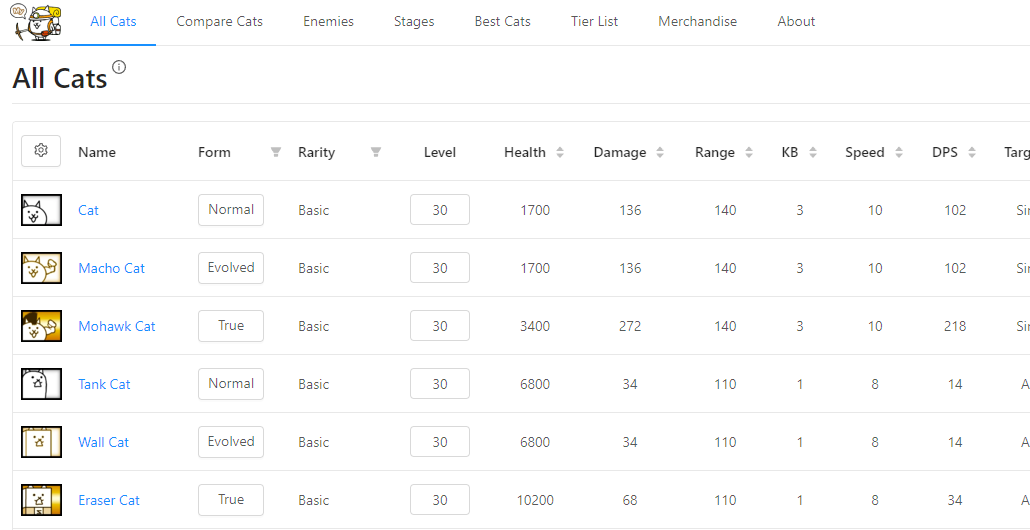 My
All Cats Compare Cats Enemies Stages Best Cats Tier List Merchandise About
All Cats
Name Form Rarity Level Health Damage Range KB Speed DPS Targ
Cat Normal Basic 30 1700 136 140 3 10 102 Sin
Macho Cat Evolved Basic 30 1700 136 140 3 10 102 Sin
Mohawk Cat True Basic 30 3400 272 140 3 10 218 Sin
Tank Cat Normal Basic 30 6800 34 110 1 8 14 A
Wall Cat Evolved Basic 30 6800 34 110 1 8 14 A
Eraser Cat True Basic 30 10200 68 110 1 8 34 A